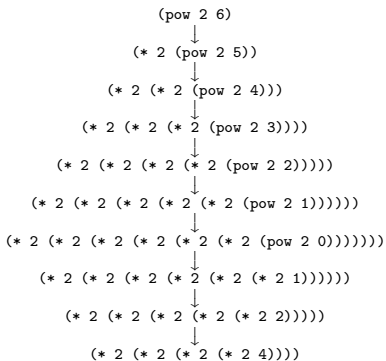 (pow 2 6)
(* 2 (pow 2 5))
(* 2 (* 2 (pow 2 4)))
(* 2 (* 2 (* 2 (pow 2 3))))
(* 2 (* 2 (* 2 (* 2 (pow 2 2)))))
(* 2 (* 2 (* 2 (* 2 (* 2 (pow 2 1))))))
(* 2 (* 2 (* 2 (* 2 (* 2 (* 2 (pow 2 0)))))))
(* 2 (* 2 (* 2 (* 2 (* 2 (* 2 1))))))
(* 2 (* 2 (* 2 (* 2 (* 2 2)))))
(* 2 (* 2 (* 2 (* 2 4))))